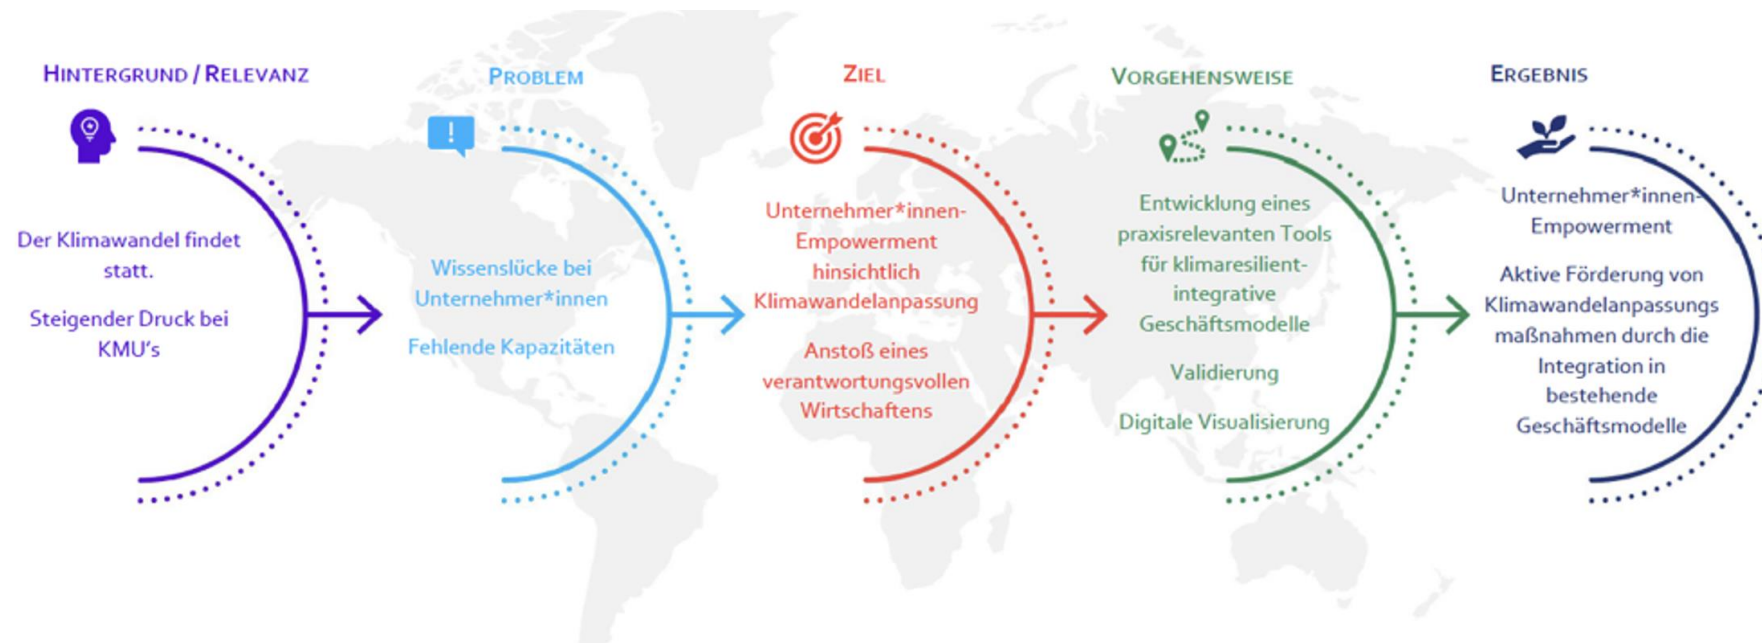 HINTERGRUND / RELEVANZ
Der Klimawandel findet
statt.
Steigender Druck bei
KMU's
PROBLEM
Wissenslücke bei
Unternehmer*innen
Fehlende Kapazitäten
ZIEL
Unternehmer*innen-
Empowerment
hinsichtlich
Klimawandelanpassung
Anstoß eines
verantwortungsvollen
Wirtschaftens
VORGEHENSWEISE
Entwicklung eines
praxisrelevanten Tools
für klimaresilient-
integrative
Geschäftsmodelle
Validierung
Digitale Visualisierung
ERGEBNIS
Unternehmer*innen-
Empowerment
Aktive Förderung von
Klimawandelanpassungs
maßnahmen durch die
Integration in
bestehende
Geschäftsmodelle